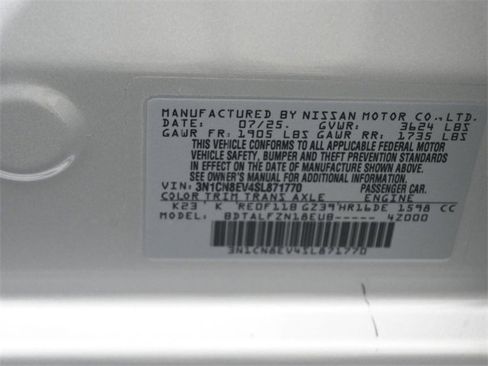 MANUFACTURED BY NISSAN MOTOR CO.,LTD.
DATE: 07/25. GVWR: 3624 LBS
GAWR FR: 1905 LBS GAWR RR: 1735 LBS
THIS VEHICLE CONFORMS TO ALL APPLICABLE FEDERAL MOTOR
VEHICLE SAFETY, BUMPER AND THEFT PREVENTION STANDARDS
IN EFFECT ON THE DATE OF MANUFACTURE SHOWN ABOVE.
SEE OWNER'S MANUAL FOR ADDITIONAL INFORMATION.
VIN: 3N1CN8EV4SL871770 PASSENGER CAR.
COLOR TRIM TRANS AXLE ENGINE
K23 K RE0F11B GZ39 HR16DE 1598 CC
MODEL: BDTALFZN18EUB----- 4Z000
3N1CN8EV4SL871770